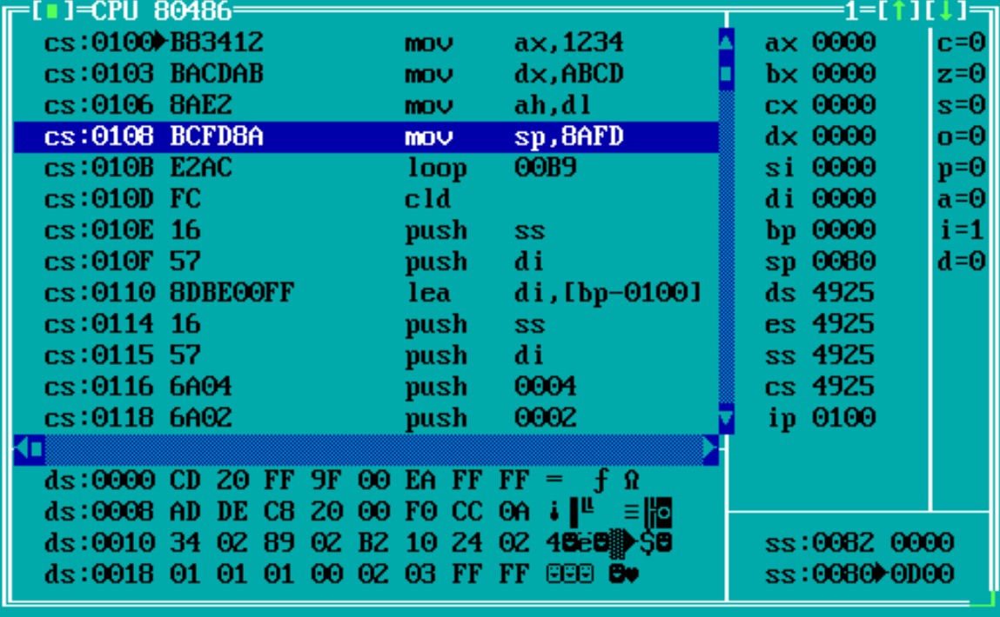 [■]=CPU 80486 1=[↑][↓]
cs:0100►B83412 mov ax,1234 ax 0000 c=0
cs:0103 BACDAB mov dx,ABCD bx 0000 z=0
cs:0106 8AE2 mov ah,dl cx 0000 s=0
cs:0108 BCFD8A mov sp,8AFD dx 0000 o=0
cs:010B E2AC loop 00B9 si 0000 p=0
cs:010D FC cld di 0000 a=0
cs:010E 16 push ss bp 0000 i=1
cs:010F 57 push di sp 0080 d=0
cs:0110 8DBE00FF lea di,[bp-0100] ds 4925
cs:0114 16 push ss es 4925
cs:0115 57 push di ss 4925
cs:0116 6A04 push 0004 cs 4925
cs:0118 6A02 push 0002 ip 0100
ds:0000 CD 20 FF 9F 00 EA FF FF = ƒ Ω
ds:0008 AD DE C8 20 00 F0 CC 0A ¡▐╚ ≡╠◙
ds:0010 34 02 89 02 B2 10 24 02 4☻ë☻▓►$☻ ss:0082 0000
ds:0018 01 01 01 00 02 03 FF FF ☺☺☺ ☻♥ ss:0080►0D00